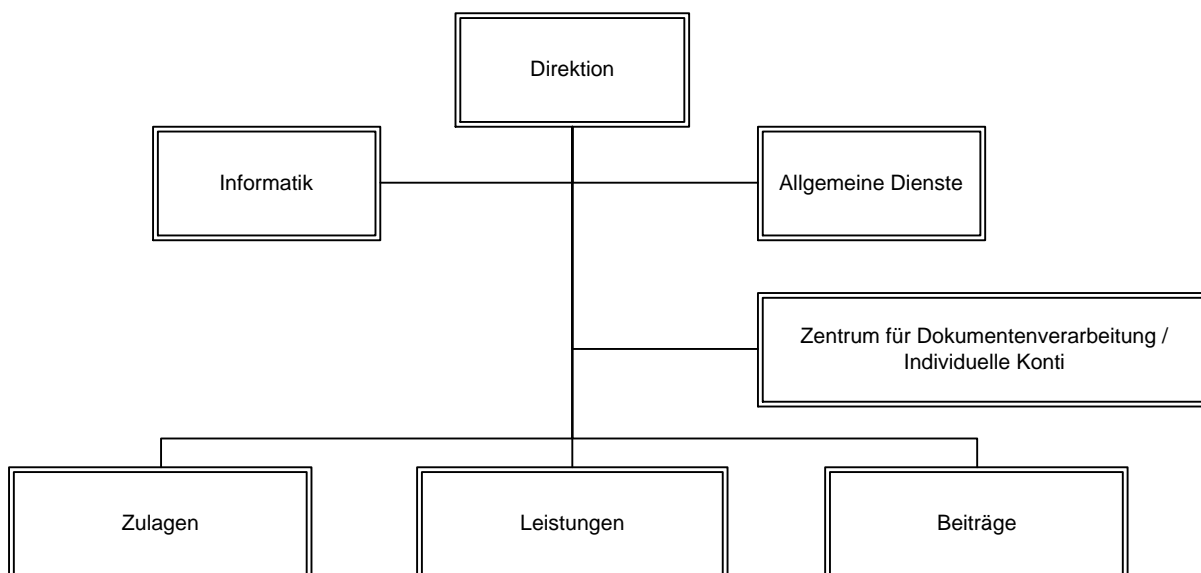 Direktion
Informatik
Allgemeine Dienste
Zentrum für Dokumentenverarbeitung /
Individuelle Konti
Zulagen
Leistungen
Beiträge